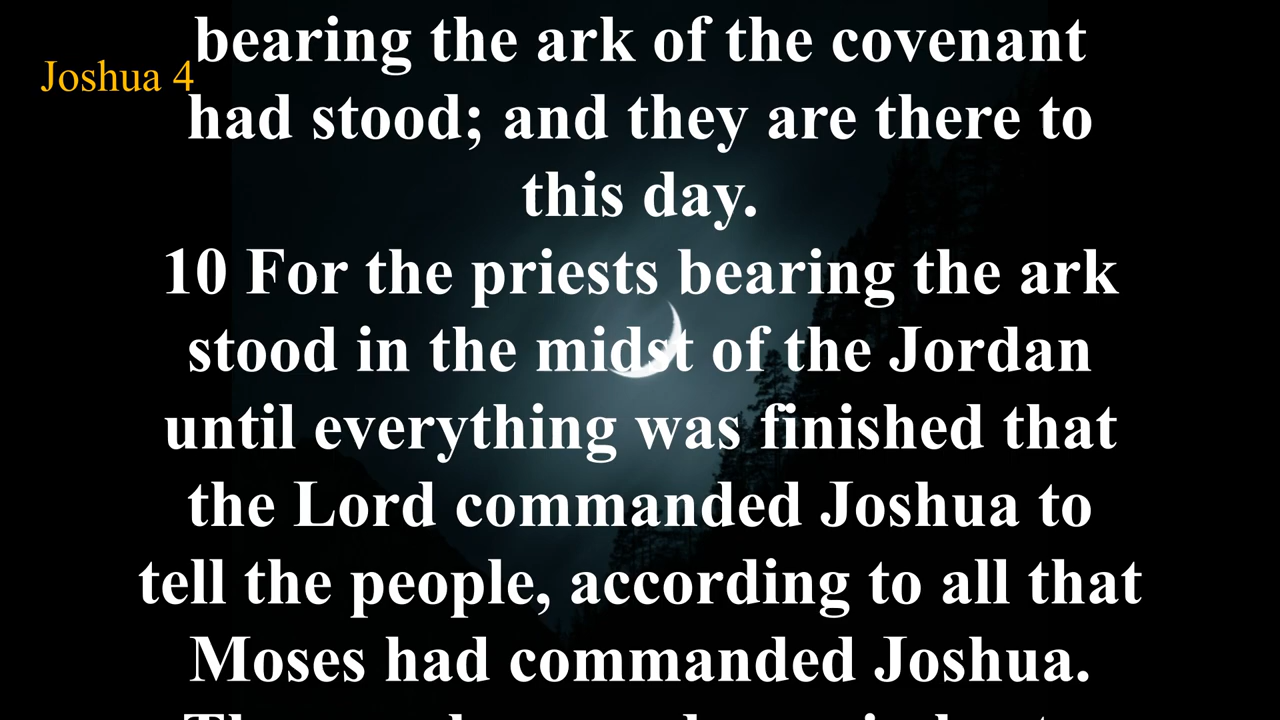 bearing the ark of the covenant
Joshua 4
had stood; and they are there to
this day.
10 For the priests bearing the ark
stood in the midst of the Jordan
until everything was finished that
the Lord commanded Joshua to
tell the people, according to all that
Moses had commanded Joshua.